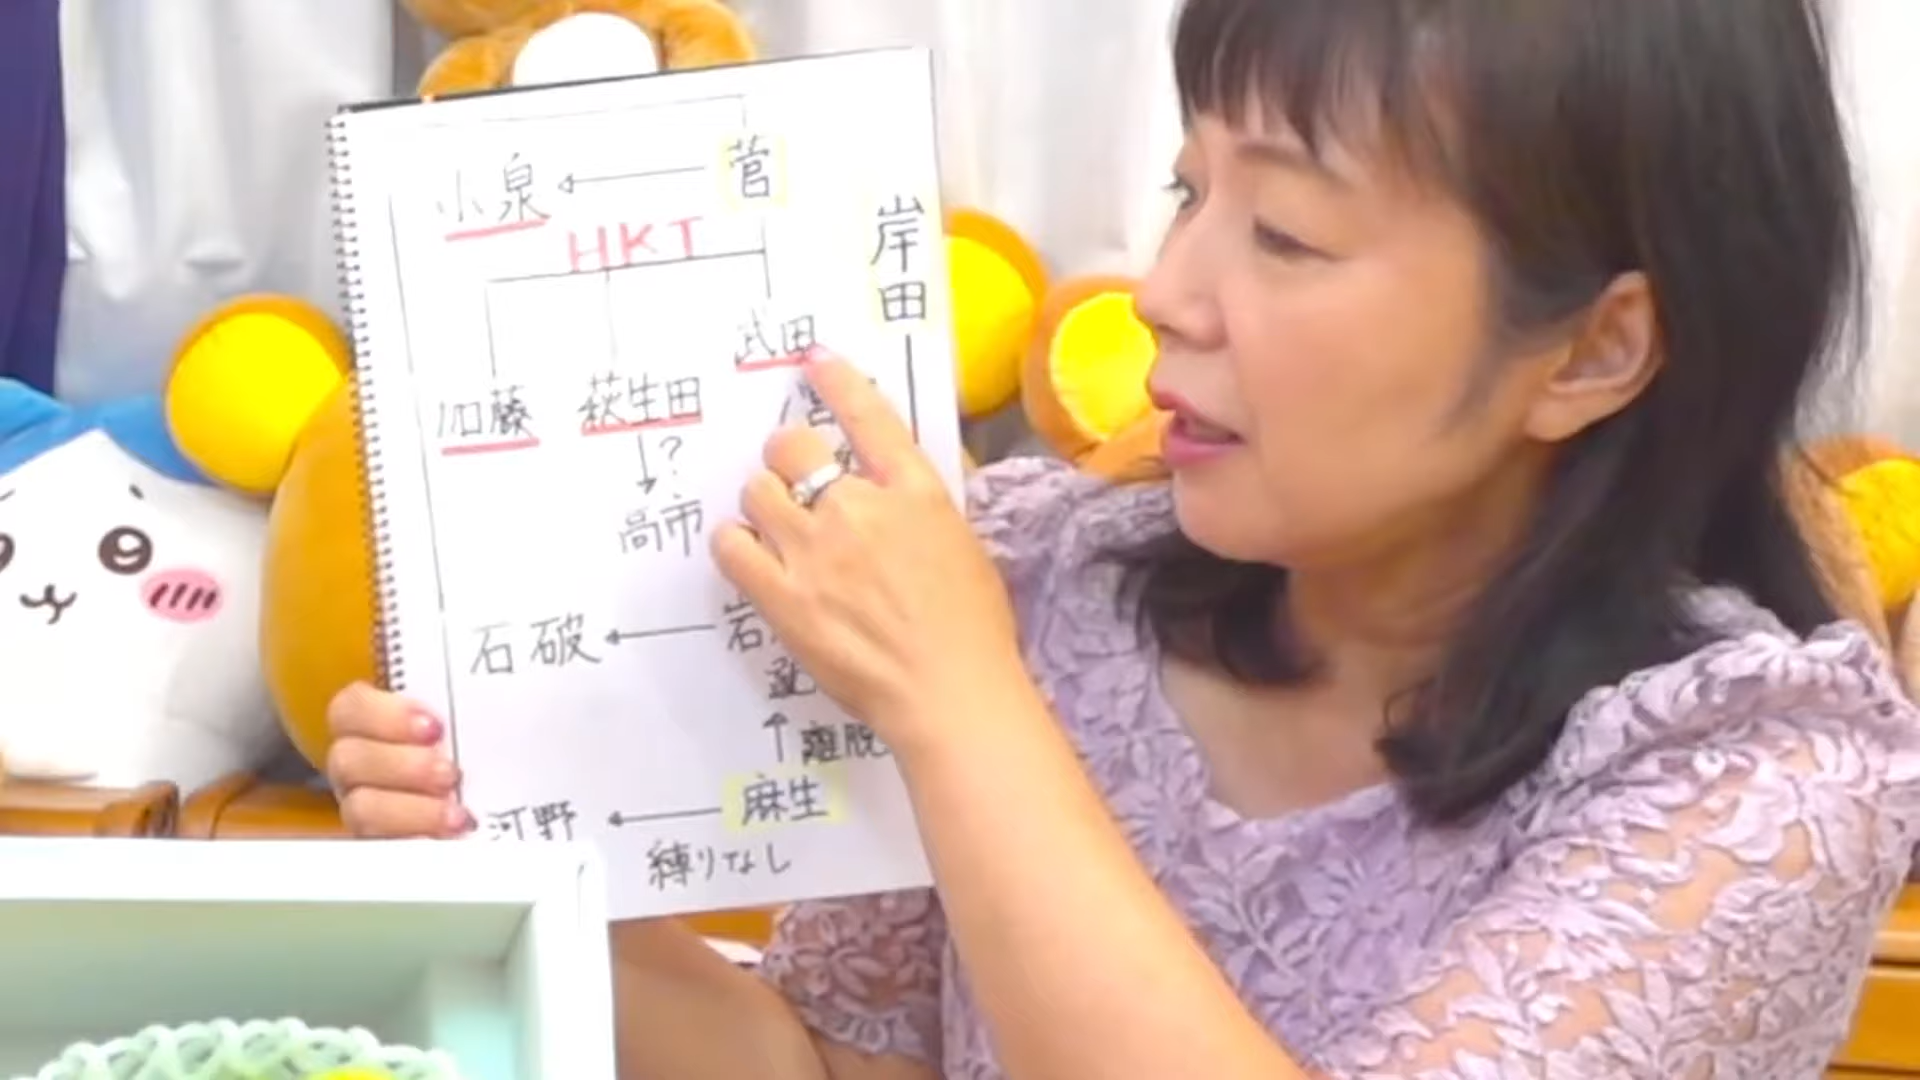 小泉 ← 菅
HKT
岸田
武田
加藤 萩生田
↓?
高市
石破 ← 岩
↑離脱
河野 ← 麻生
縛りなし